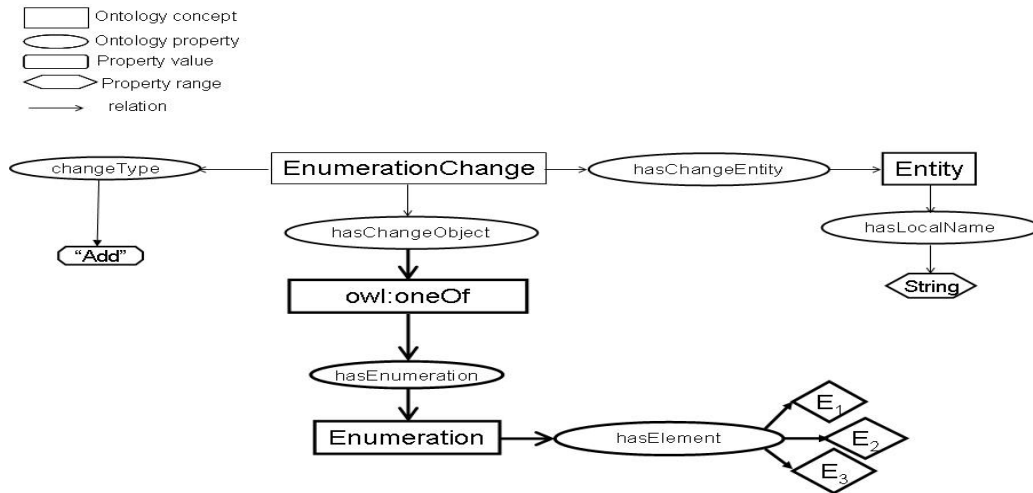 Ontology concept
Ontology property
Property value
Property range
relation
changeType
EnumerationChange
hasChangeEntity
Entity
hasChangeObject
hasLocalName
“Add”
owl:oneOf
String
hasEnumeration
E1
Enumeration
hasElement
E2
E3